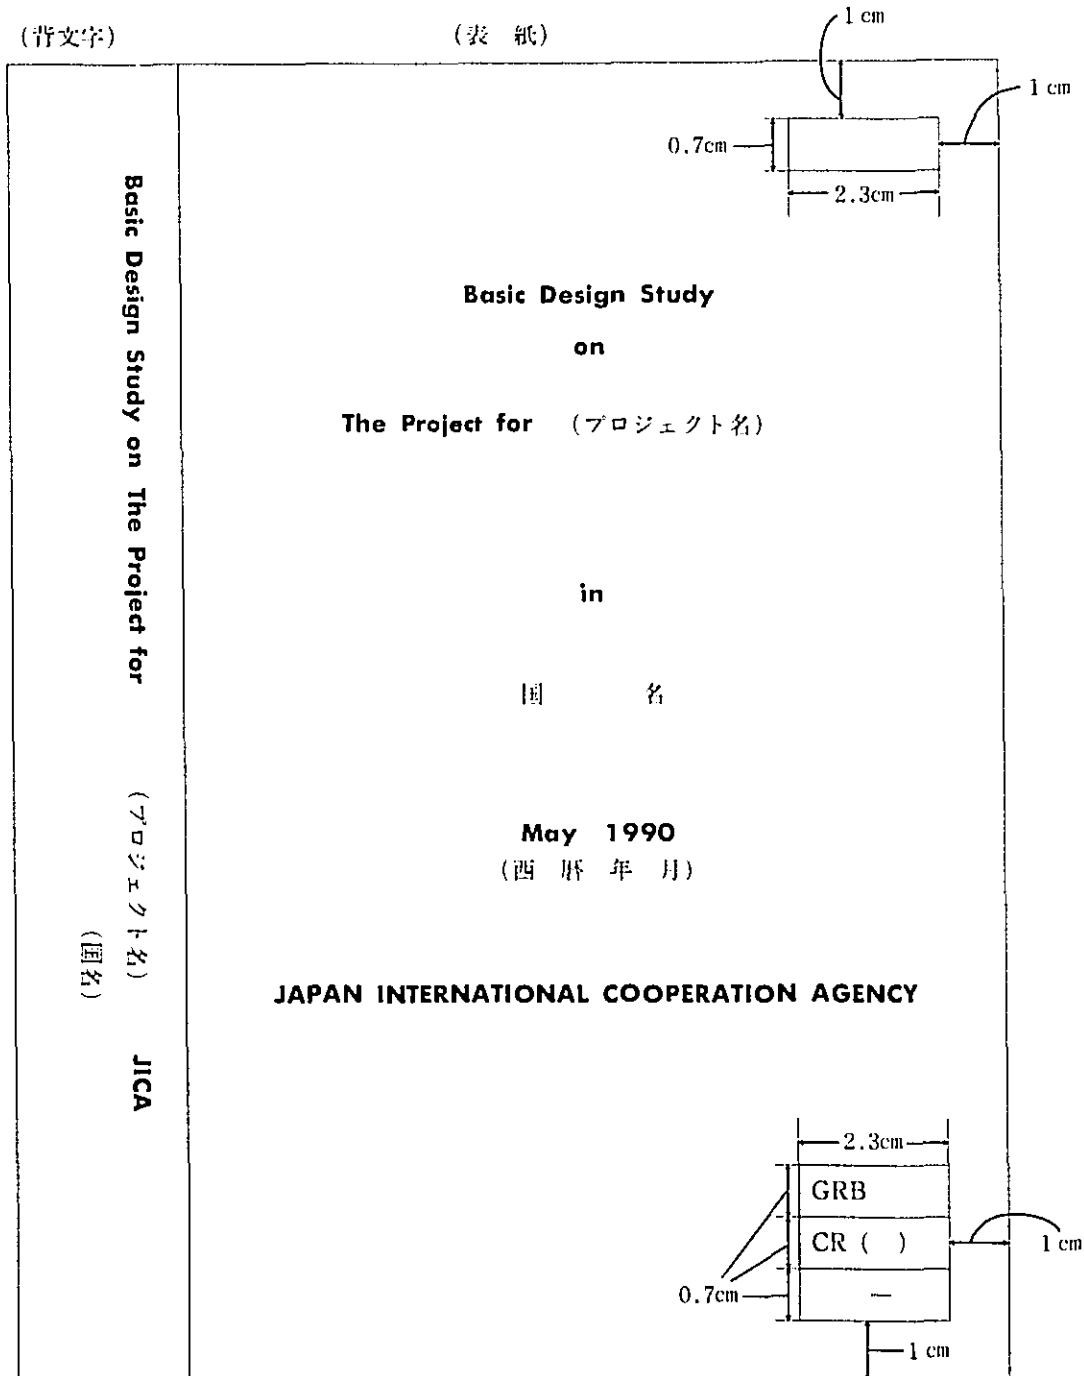 (背文字)
(表 紙)
1 cm
1 cm
0.7cm
2.3cm
Basic Design Study on The Project for (プロジェクト名)
(国名)
JICA
Basic Design Study
on
The Project for (プロジェクト名)
in
国 名
May 1990
(西 暦 年 月)
JAPAN INTERNATIONAL COOPERATION AGENCY
2.3cm
GRB
CR ( )
—
0.7cm
1 cm
1 cm